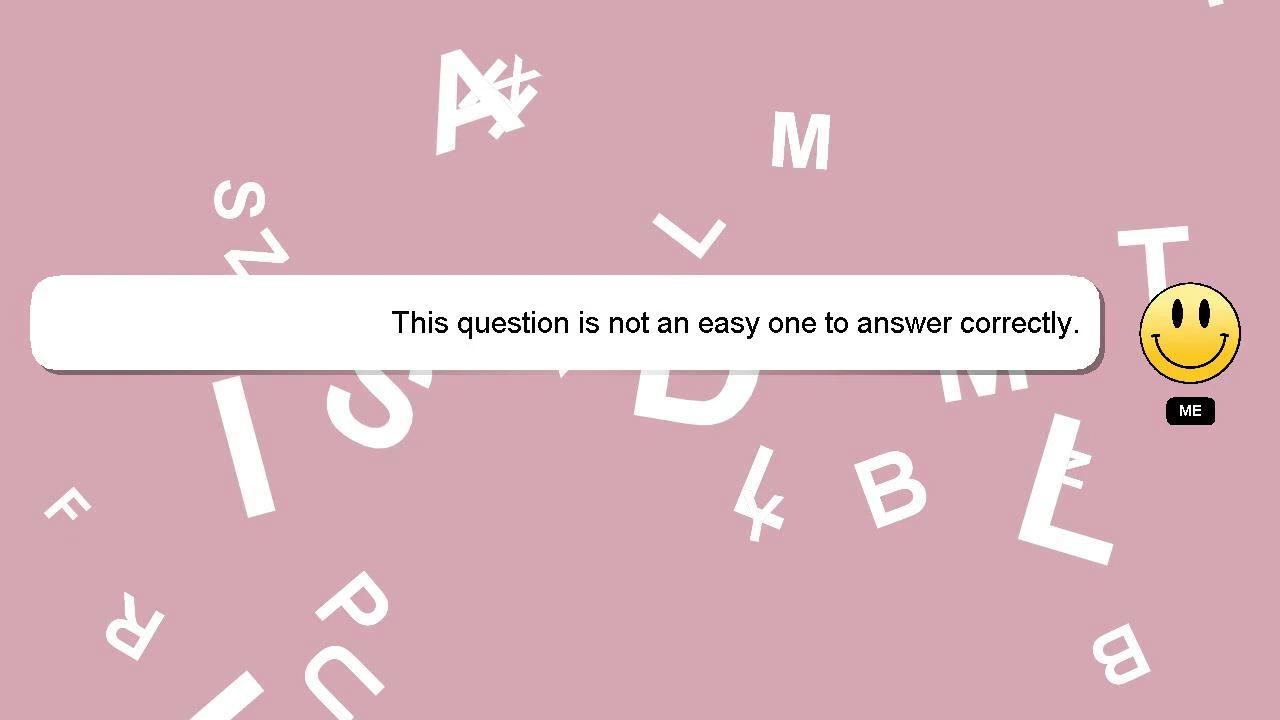 A
K
X
M
S
Z
L
T
This question is not an easy one to answer correctly.
ME
I
S
D
M
L
Y
B
L
Z
F
R
P
U
B